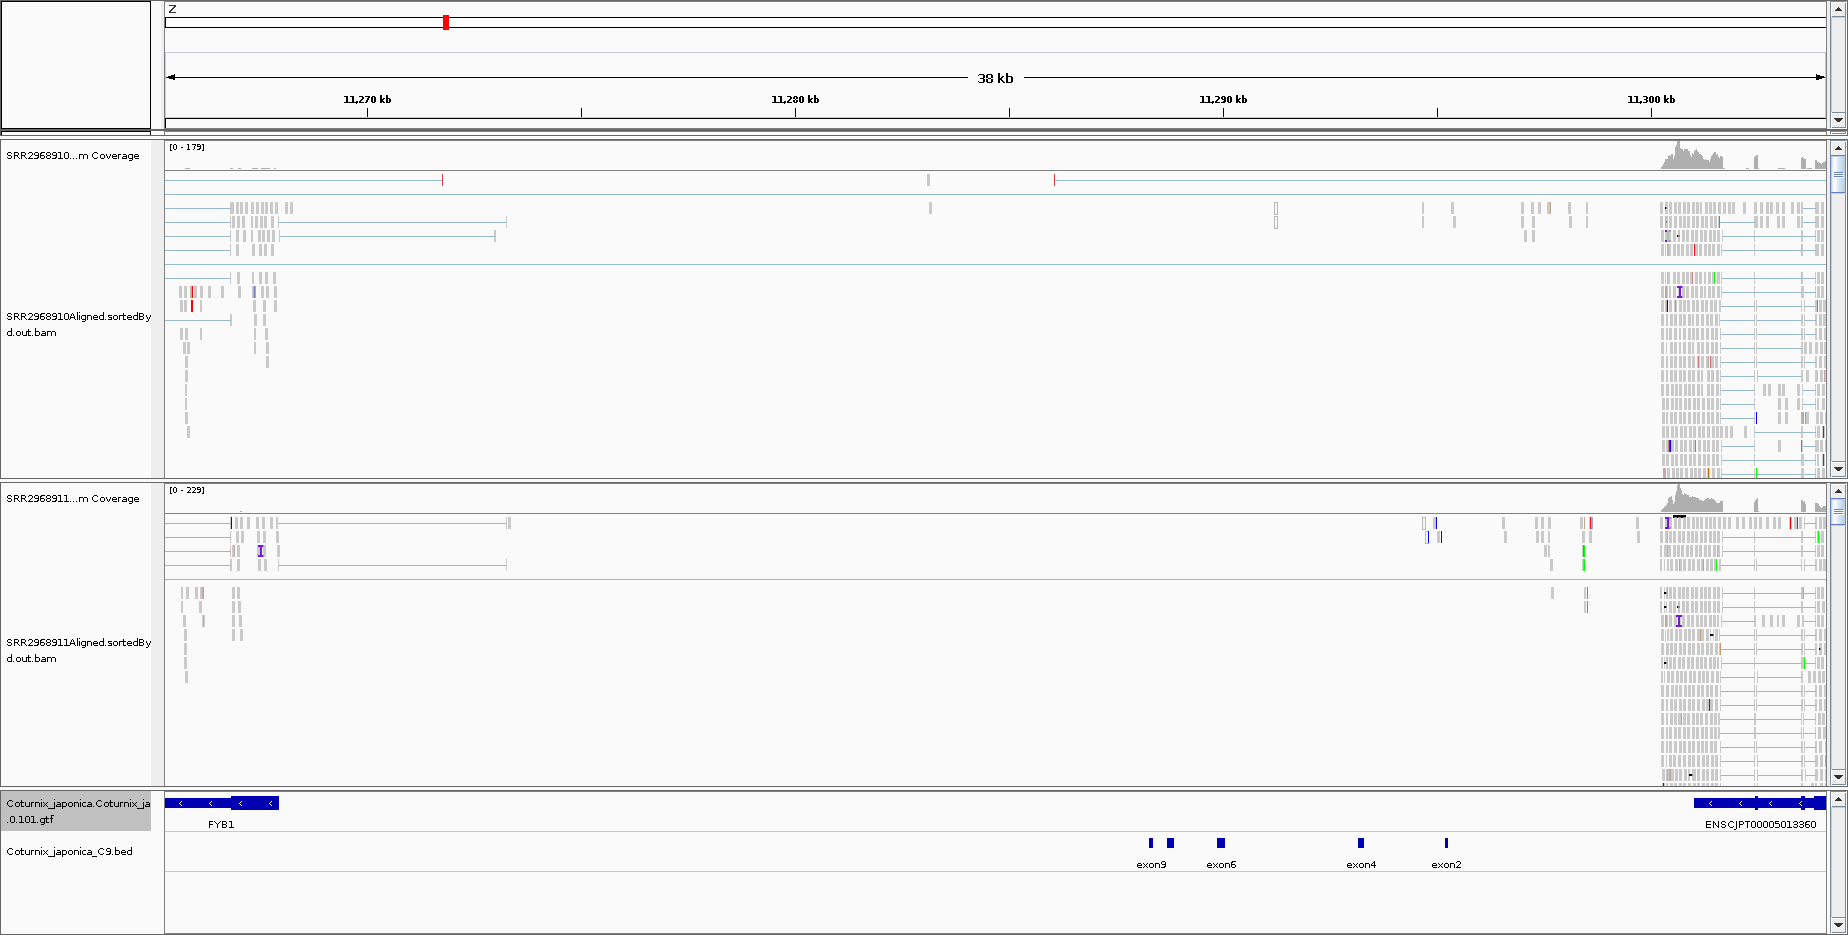 Z
38 kb
11,270 kb 11,280 kb 11,290 kb 11,300 kb
SRR2968910...m Coverage
[0 - 179]
SRR2968910Aligned.sortedBy
d.out.bam
SRR2968911...m Coverage
[0 - 229]
SRR2968911Aligned.sortedBy
d.out.bam
Coturnix_japonica.Coturnix_ja
.0.101.gtf
FYB1 ENSCJPT00005013360
Coturnix_japonica_C9.bed
exon9 exon6 exon4 exon2